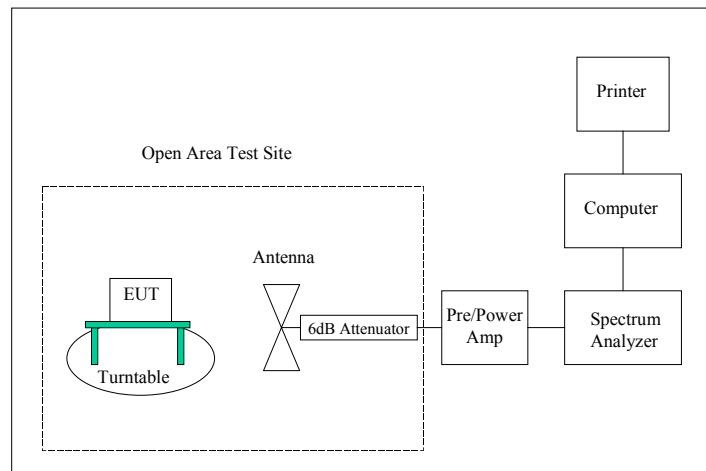 Printer
Open Area Test Site
Computer
Antenna
EUT
6dB Attenuator
Pre/Power
Amp
Spectrum
Analyzer
Turntable